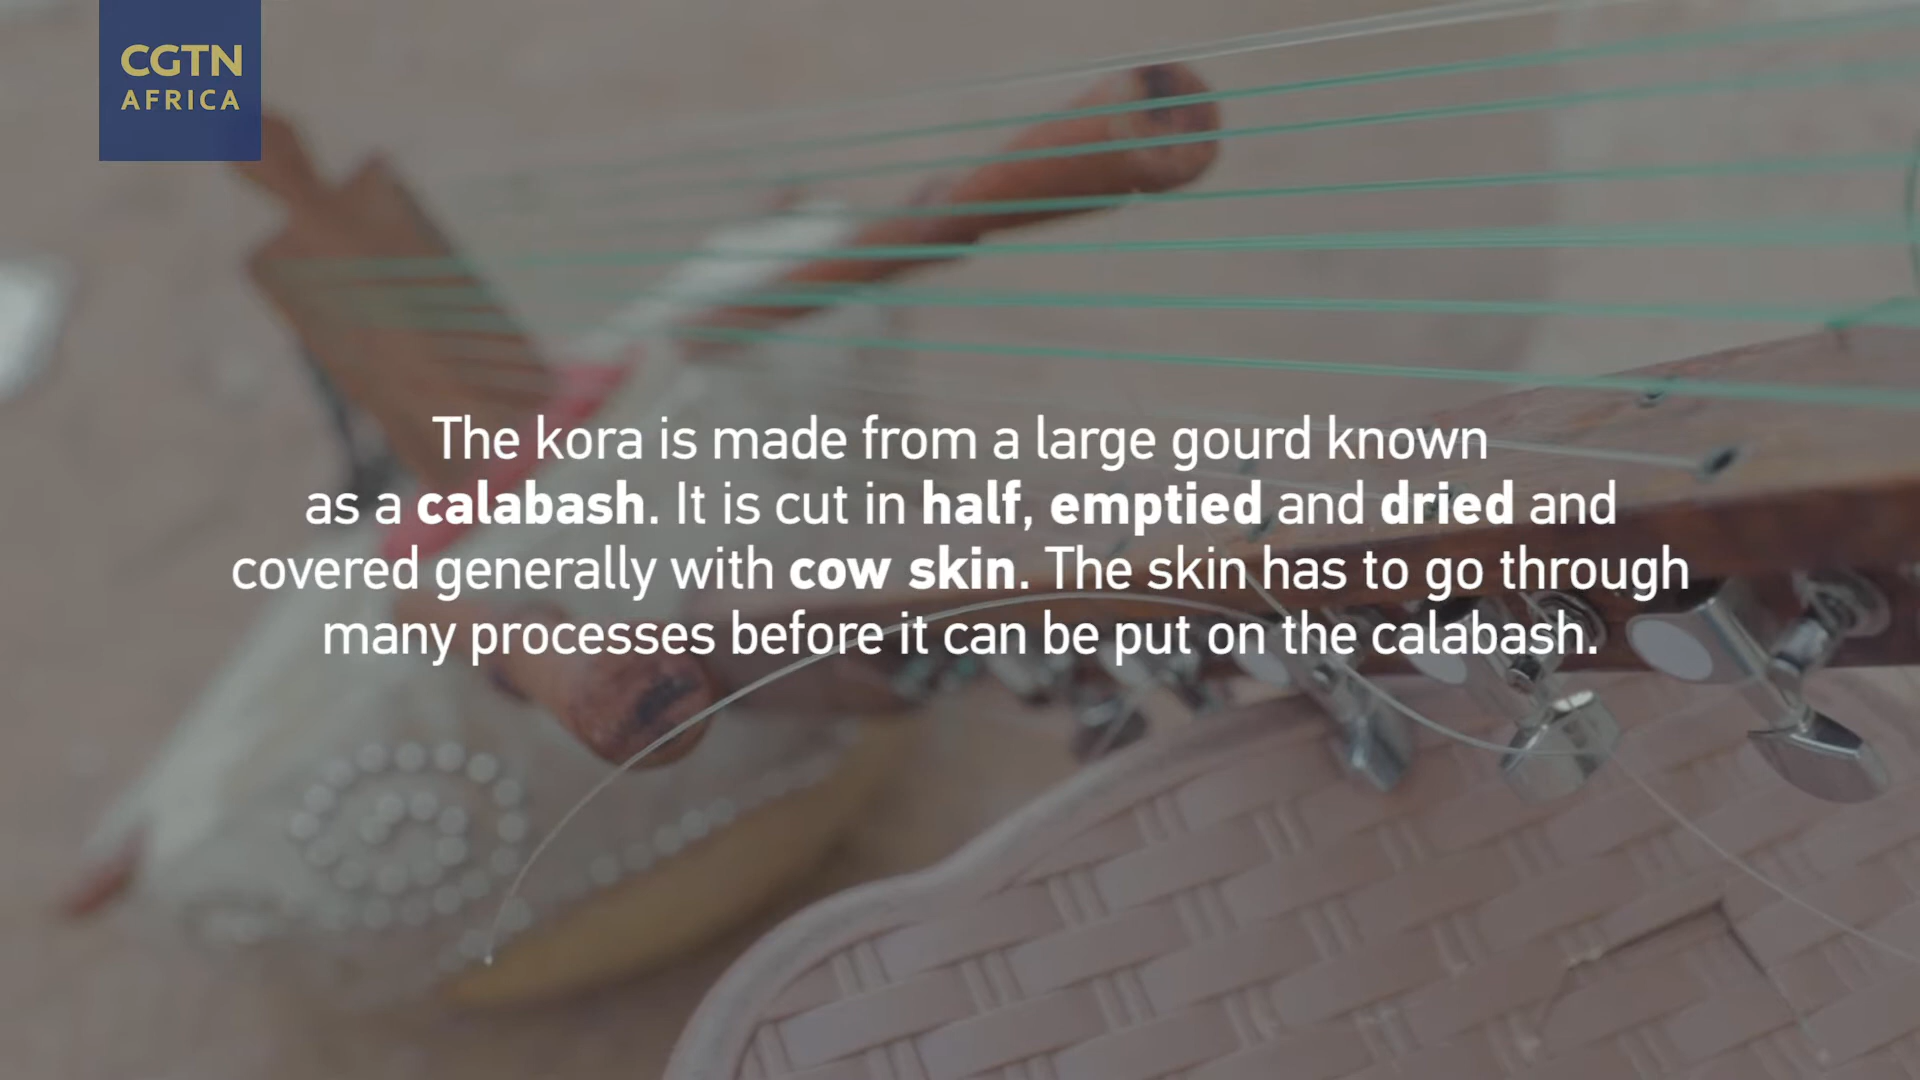 CGTN
AFRICA
The kora is made from a large gourd known
as a calabash. It is cut in half, emptied and dried and
covered generally with cow skin. The skin has to go through
many processes before it can be put on the calabash.